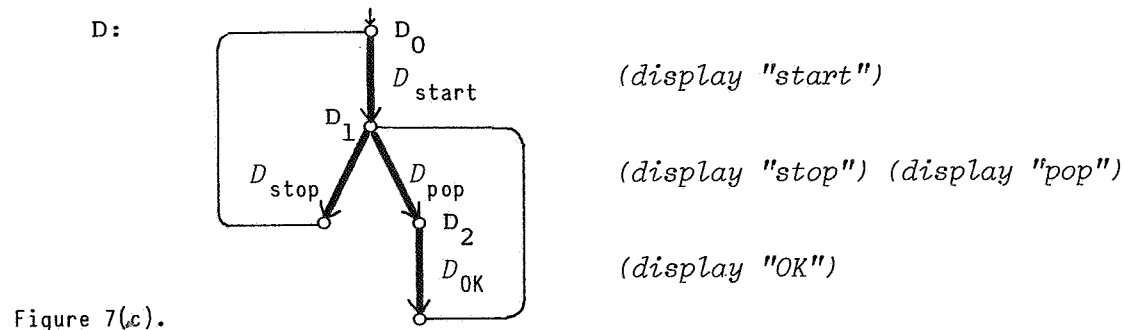 D: D0
Dstart (display "start")
D1
Dstop Dpop (display "stop") (display "pop")
D2
DOK (display "OK")
Figure 7(c).